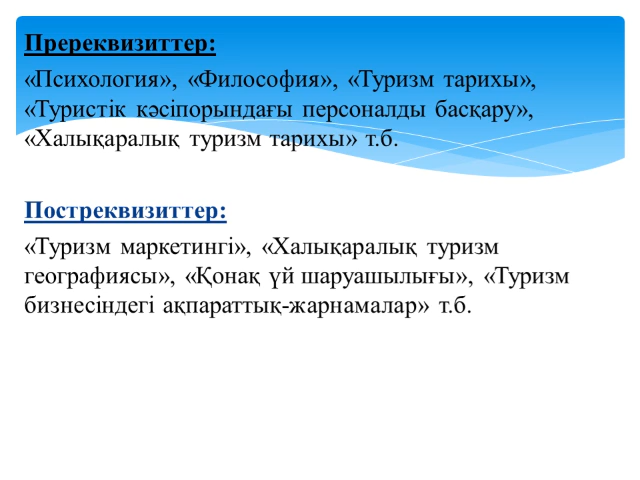 Пререквизиттер:
«Психология», «Философия», «Туризм тарихы»,
«Туристік кәсіпорындағы персоналды басқару»,
«Халықаралық туризм тарихы» т.б.
Постреквизиттер:
«Туризм маркетингі», «Халықаралық туризм
географиясы», «Қонақ үй шаруашылығы», «Туризм
бизнесіндегі ақпараттық-жарнамалар» т.б.